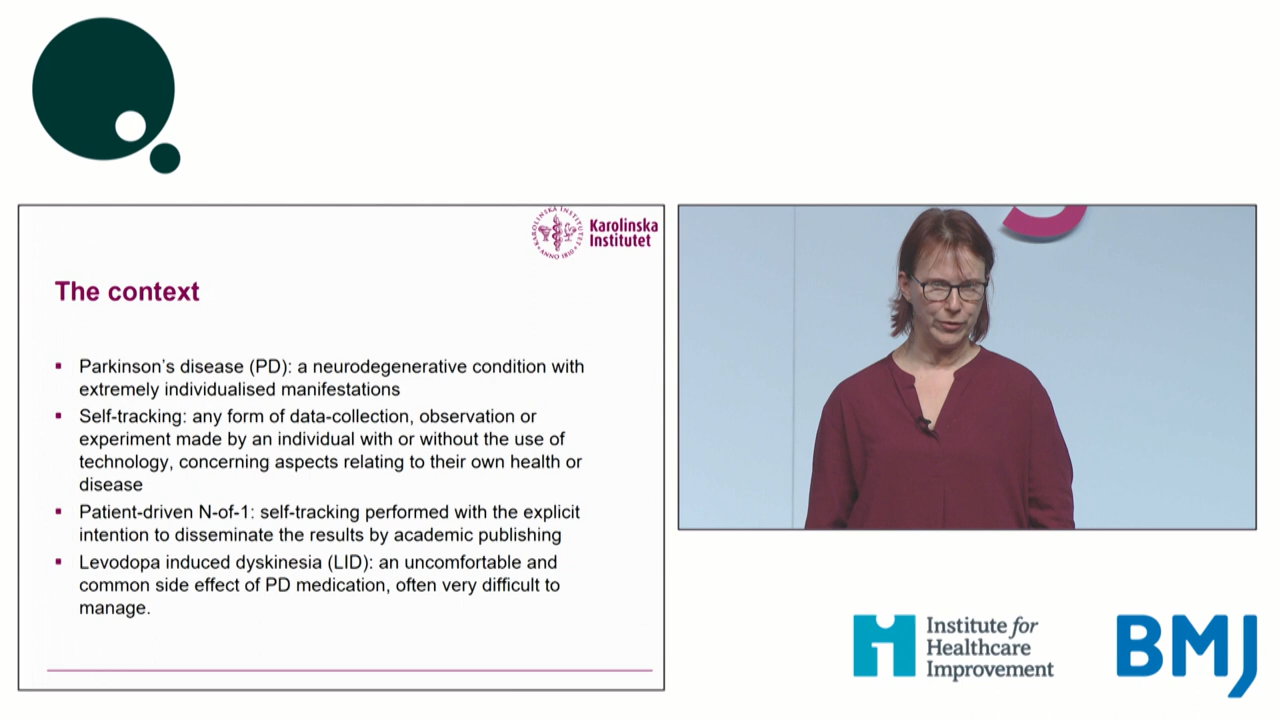 KAROLINSKA INSTITUTET
ANNO 1810
Karolinska
Institutet
The context
Parkinson's disease (PD): a neurodegenerative condition with
extremely individualised manifestations
Self-tracking: any form of data-collection, observation or
experiment made by an individual with or without the use of
technology, concerning aspects relating to their own health or
disease
Patient-driven N-of-1: self-tracking performed with the explicit
intention to disseminate the results by academic publishing
Levodopa induced dyskinesia (LID): an uncomfortable and
common side effect of PD medication, often very difficult to
manage.
Institute for
Healthcare
Improvement
BMJ